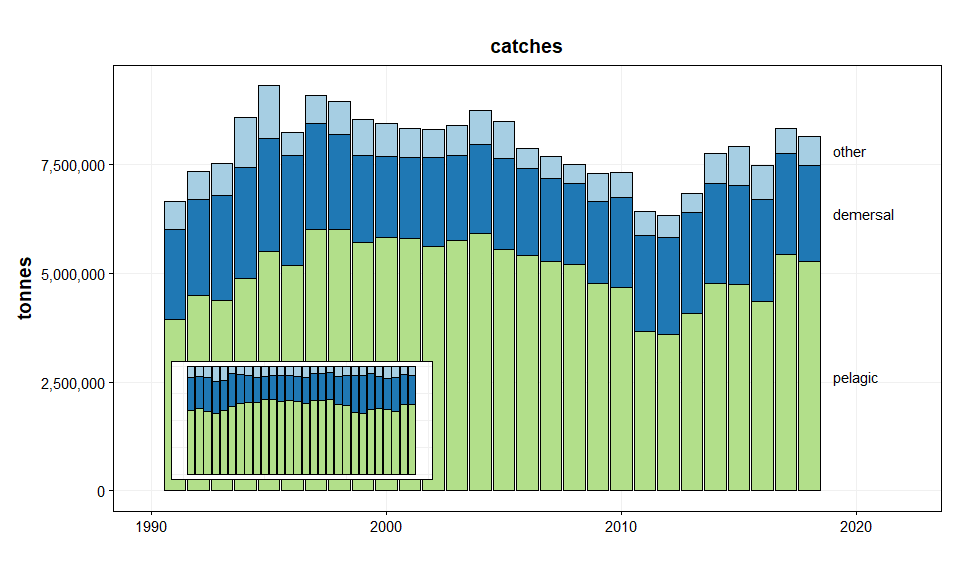 catches
tonnes
7,500,000
5,000,000
2,500,000
0
other
demersal
pelagic
1990 2000 2010 2020